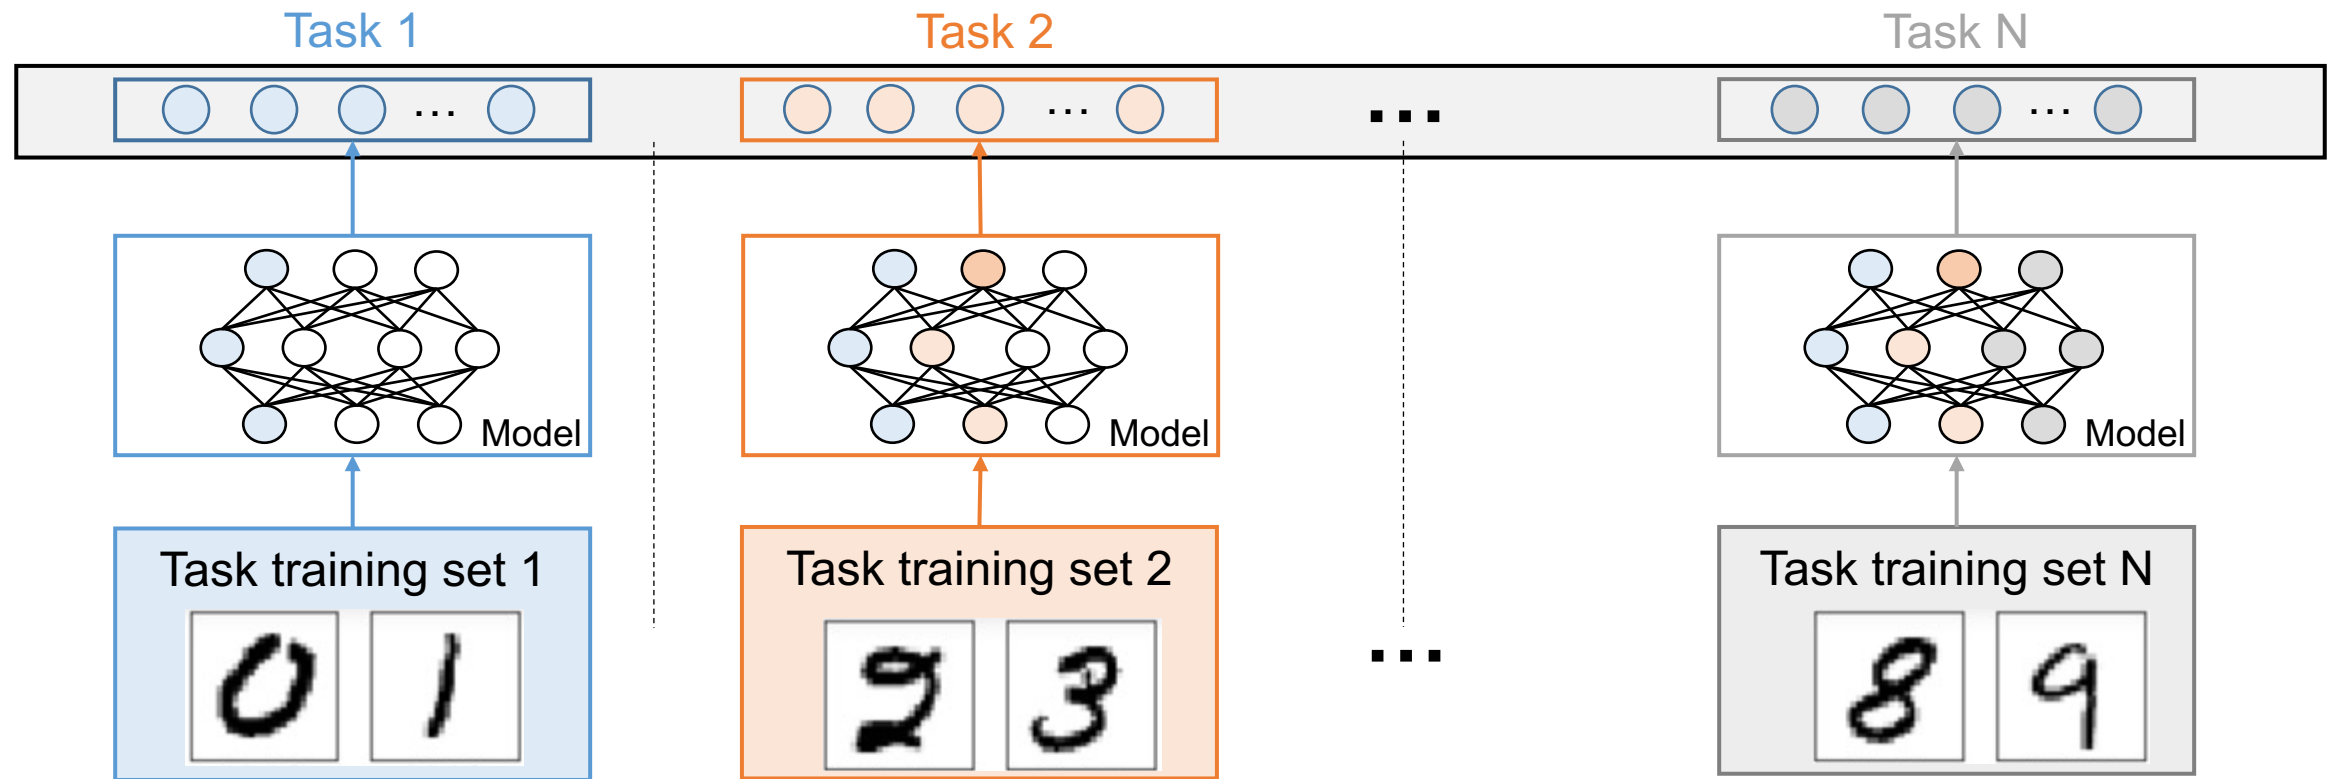 Task 1
Task 2
Task N
...
...
...
...
Model
Model
Model
Task training set 1
Task training set 2
Task training set N
0 1
2 3
...
8 9